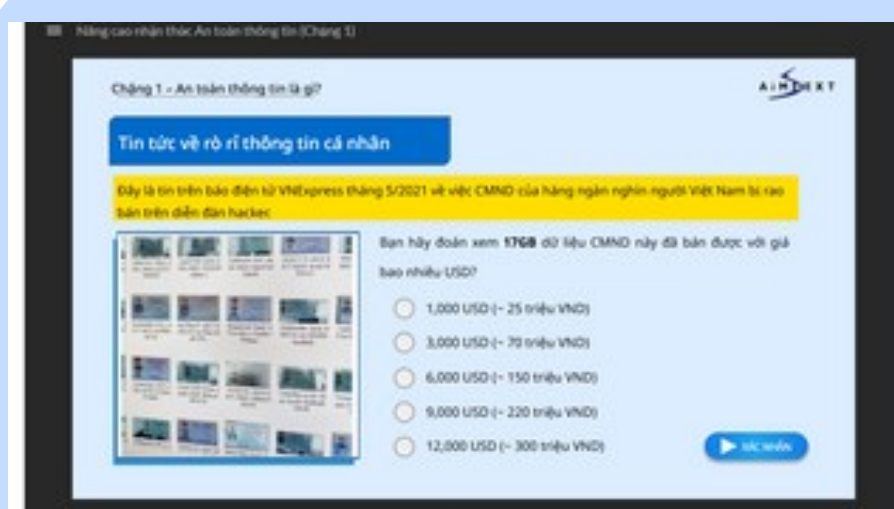 Nâng cao nhận thức An toàn thông tin (Chặng 1)
Chặng 1 - An toàn thông tin là gì?
AIMNEXT
Tin tức về rò rỉ thông tin cá nhân
Đây là tin trên báo điện tử VNExpress tháng 5/2021 về việc CMND của hàng ngàn nghìn người Việt Nam bị rao
bán trên diễn đàn hacker.
Bạn hãy đoán xem 17GB dữ liệu CMND này đã bán được với giá
bao nhiêu USD?
1,000 USD (~ 25 triệu VND)
3,000 USD (~ 70 triệu VND)
6,000 USD (~ 150 triệu VND)
9,000 USD (~ 220 triệu VND)
12,000 USD (~ 300 triệu VND)
XÁC NHẬN